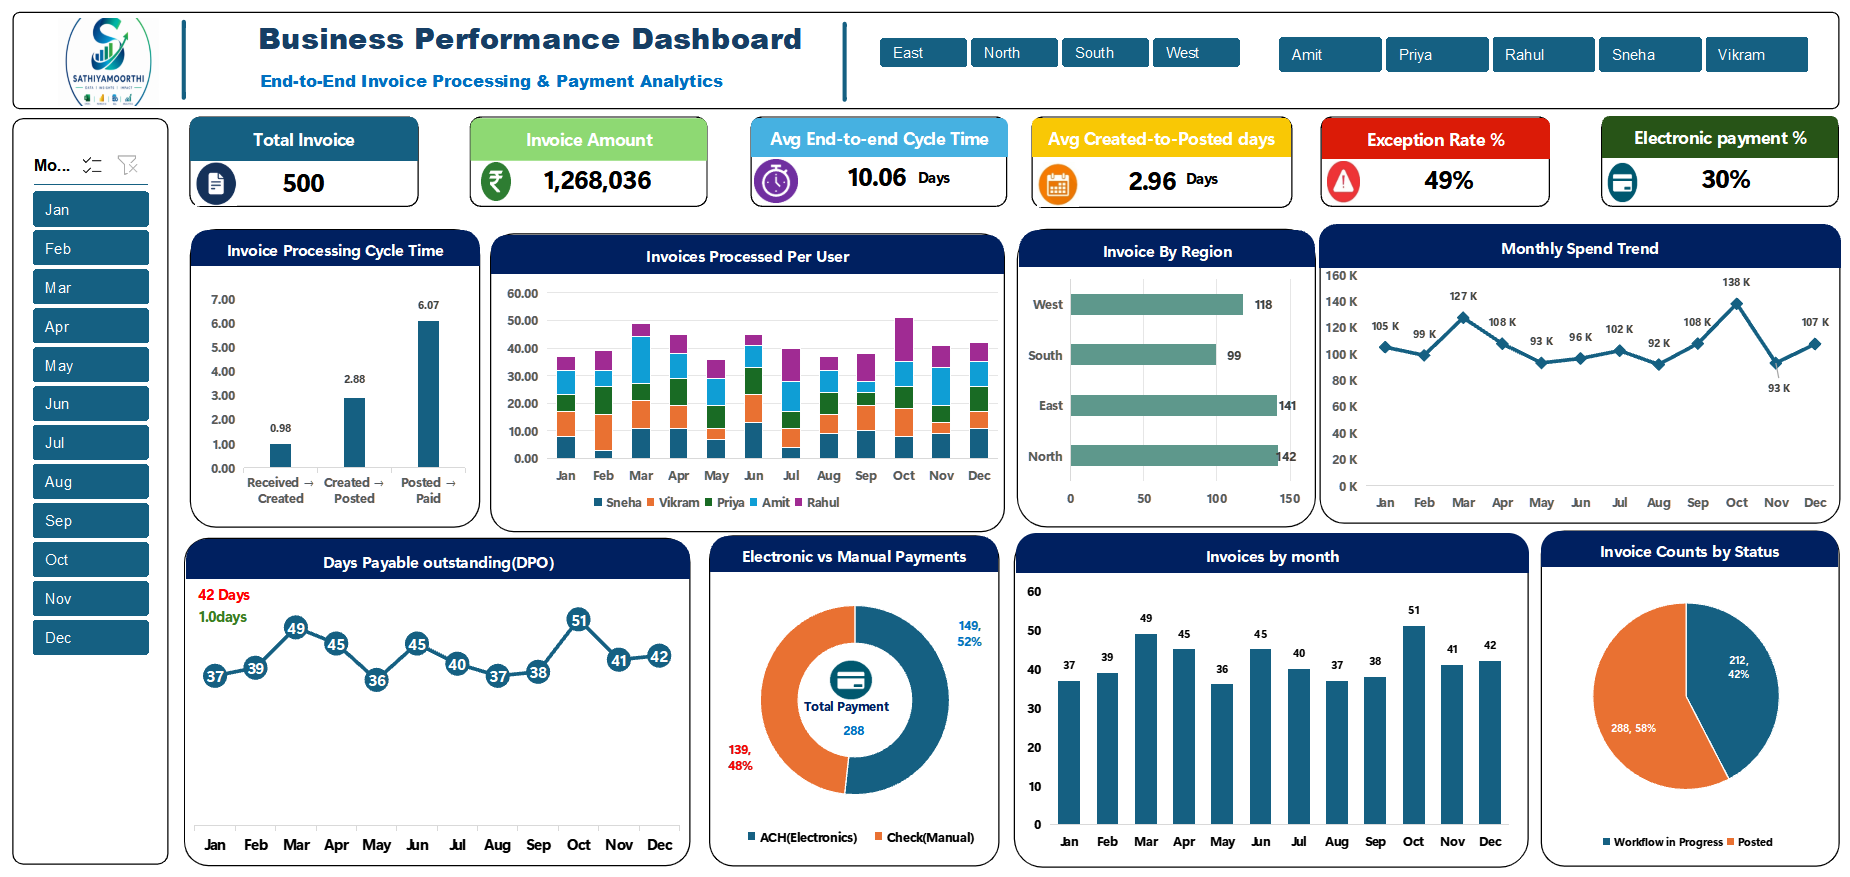 SATHIYAMOORTHI
DATA | INSIGHTS | IMPACT
Business Performance Dashboard
End-to-End Invoice Processing & Payment Analytics
East North South West
Amit Priya Rahul Sneha Vikram
Mo...
Jan
Feb
Mar
Apr
May
Jun
Jul
Aug
Sep
Oct
Nov
Dec
Total Invoice
500
Invoice Amount
₹
1,268,036
Avg End-to-end Cycle Time
10.06 Days
Avg Created-to-Posted days
2.96 Days
Exception Rate %
49%
Electronic payment %
30%
Invoice Processing Cycle Time
7.00
6.00
5.00
4.00
3.00
2.00
1.00
0.00
0.98
2.88
6.07
Received → Created → Posted →
Created Posted Paid
Invoices Processed Per User
60.00
50.00
40.00
30.00
20.00
10.00
0.00
Jan Feb Mar Apr May Jun Jul Aug Sep Oct Nov Dec
Sneha Vikram Priya Amit Rahul
Invoice By Region
West 118
South 99
East 141
North 142
0 50 100 150
Monthly Spend Trend
160 K
140 K
120 K
100 K
80 K
60 K
40 K
20 K
0 K
105 K 99 K 127 K 108 K 93 K 96 K 102 K 92 K 108 K 138 K 93 K 107 K
Jan Feb Mar Apr May Jun Jul Aug Sep Oct Nov Dec
Days Payable outstanding(DPO)
42 Days
1.0days
37 39 49 45 36 45 40 37 38 51 41 42
Jan Feb Mar Apr May Jun Jul Aug Sep Oct Nov Dec
Electronic vs Manual Payments
149,
52%
Total Payment
288
139,
48%
ACH(Electronics) Check(Manual)
Invoices by month
60
50
40
30
20
10
0
37 39 49 45 36 45 40 37 38 51 41 42
Jan Feb Mar Apr May Jun Jul Aug Sep Oct Nov Dec
Invoice Counts by Status
212,
42%
288, 58%
Workflow in Progress Posted